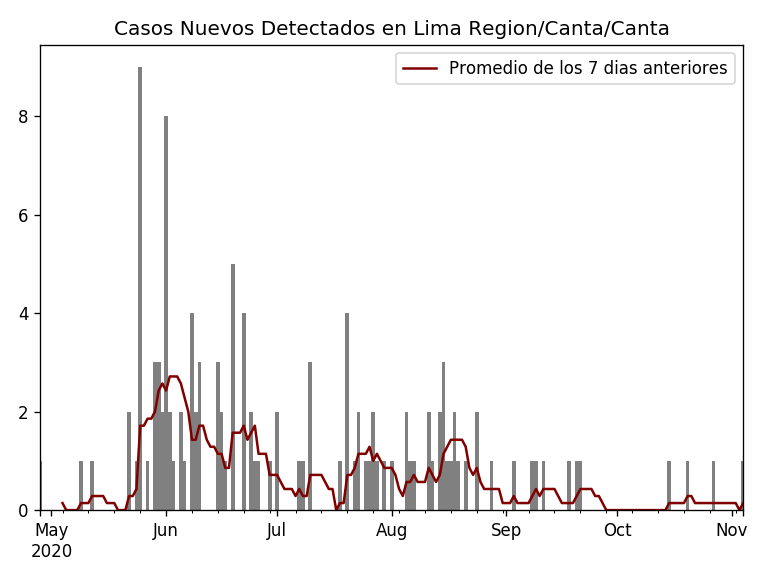 Casos Nuevos Detectados en Lima Region/Canta/Canta
Promedio de los 7 dias anteriores
8
6
4
2
0
May Jun Jul Aug Sep Oct Nov
2020